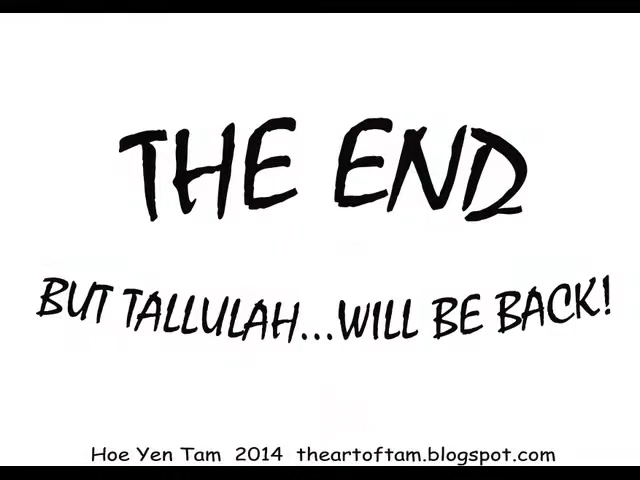 THE END
BUT TALLULAH...WILL BE BACK!
Hoe Yen Tam 2014 theartoftam.blogspot.com